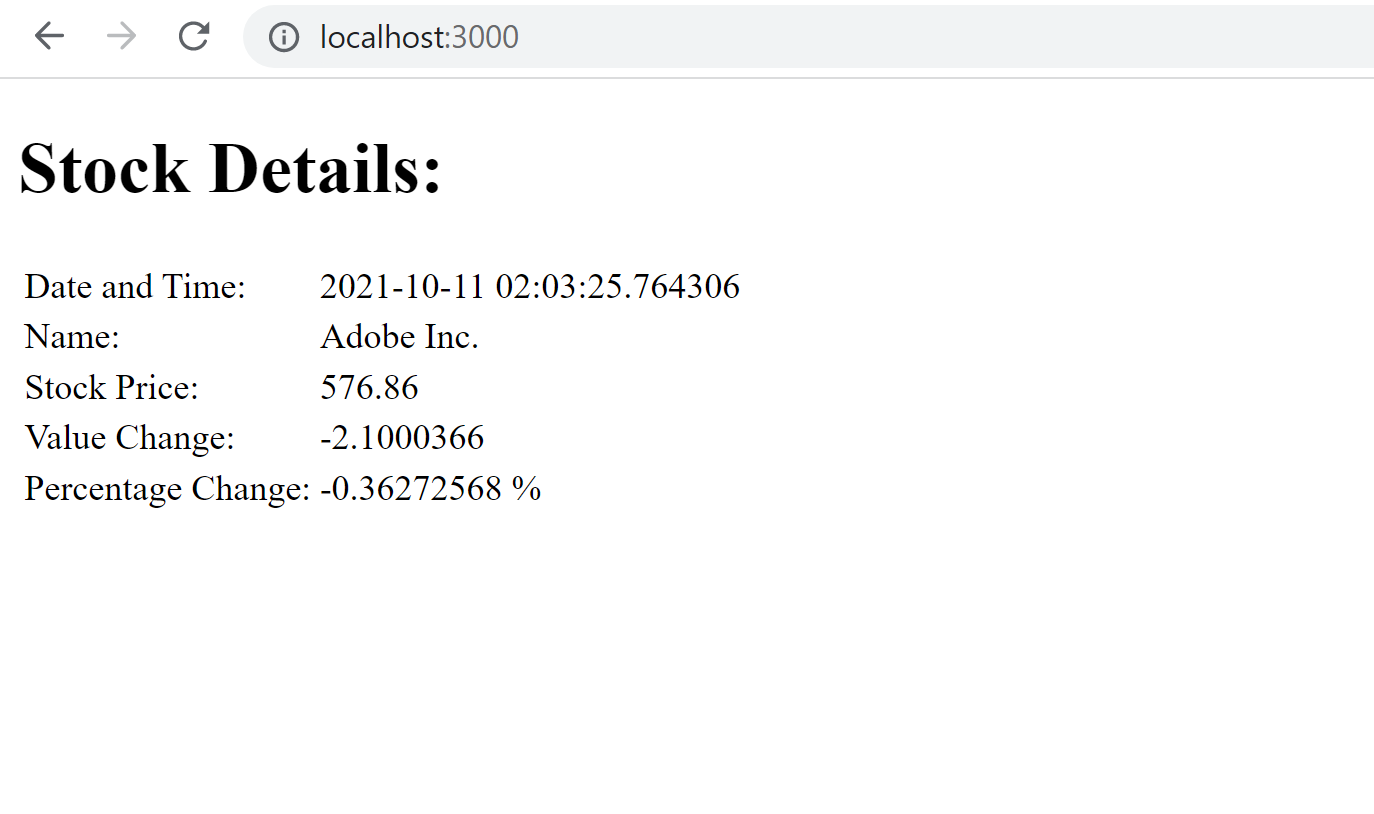 localhost:3000
Stock Details:
Date and Time: 2021-10-11 02:03:25.764306
Name: Adobe Inc.
Stock Price: 576.86
Value Change: -2.1000366
Percentage Change: -0.36272568 %